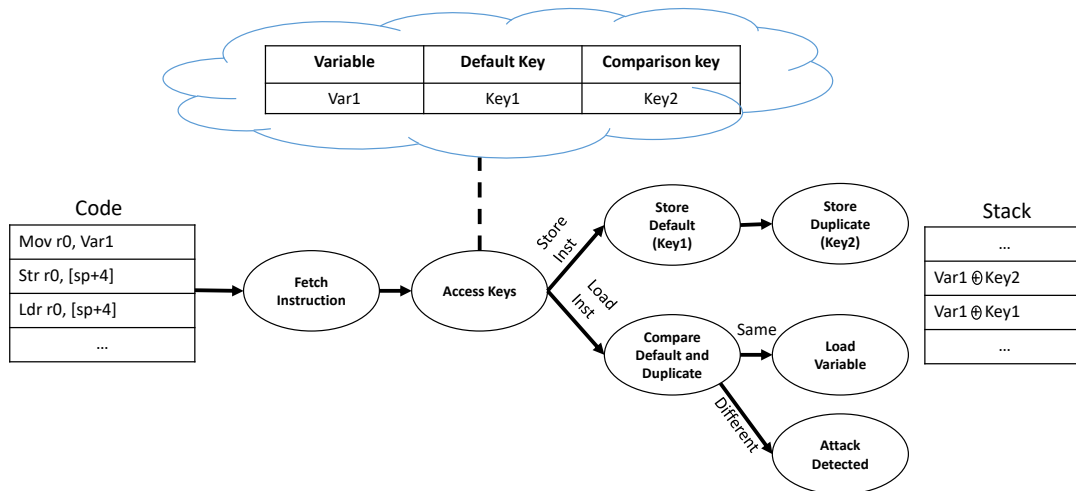 Variable Default Key Comparison key
Var1 Key1 Key2
Code
Mov r0, Var1
Str r0, [sp+4]
Ldr r0, [sp+4]
...
Fetch
Instruction
Access Keys
Store
Inst
Load
Inst
Store
Default
(Key1)
Store
Duplicate
(Key2)
Compare
Default and
Duplicate
Same
Load
Variable
Different
Attack
Detected
Stack
...
Var1 ⊕ Key2
Var1 ⊕ Key1
...